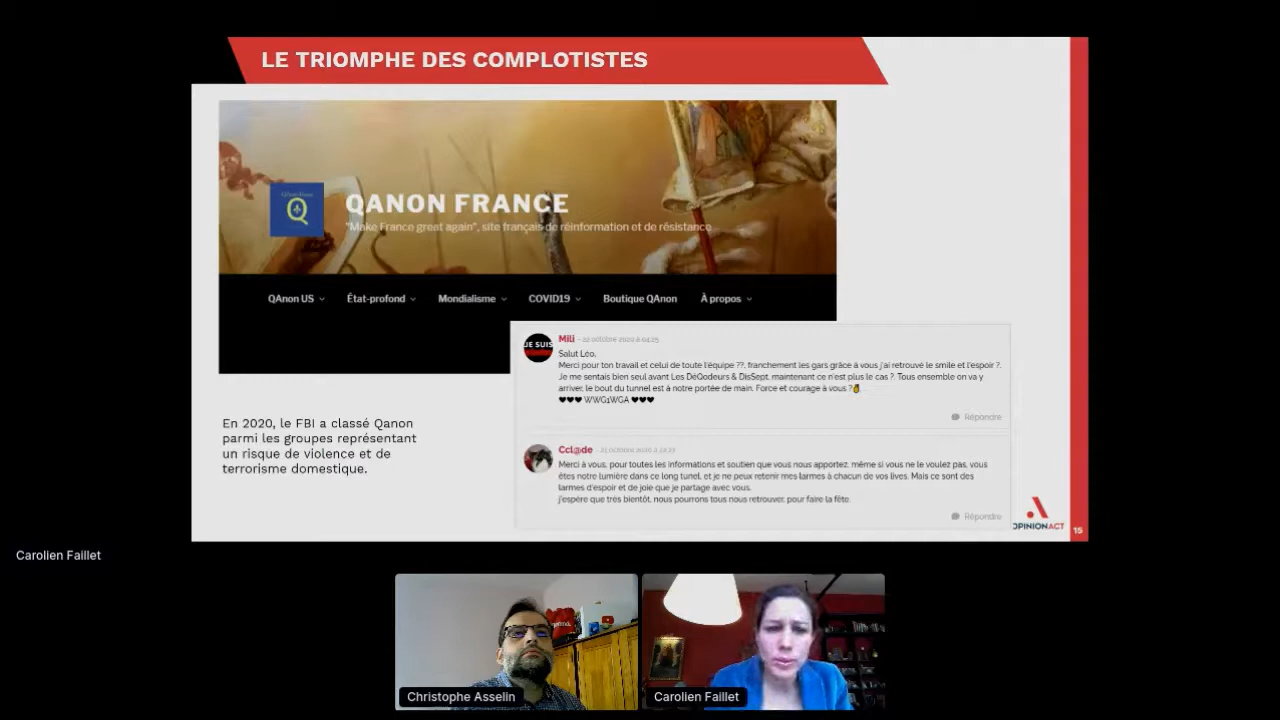 LE TRIOMPHE DES COMPLOTISTES
Q
QANON FRANCE
"Make France great again", site français de réinformation et de résistance
QAnon US État-profond Mondialisme COVID19 Boutique QAnon À propos
JE SUIS
Mili - 22 octobre 2020 à 04:25
Salut Léo,
Merci pour ton travail et celui de toute l'équipe ??, franchement les gars grâce à vous j'ai retrouvé le smile et l'espoir ?.
Je me sentais bien seul avant Les DéQodeurs & DisSept, maintenant ce n'est plus le cas ?. Tous ensemble on va y
arriver, le bout du tunnel est à notre portée de main. Force et courage à vous ?
♥♥♥ WWG1WGA ♥♥♥
Répondre
Ccl@de
Merci à vous, pour toutes les informations et soutien que vous nous apportez, même si vous ne le voulez pas, vous
êtes notre lumière dans ce long tunel, et je ne peux retenir mes larmes à chacun de vos lives. Mais ce sont des
larmes d'espoir et de joie que je partage avec vous.
j'espère que très bientôt, nous pourrons tous nous retrouver, pour faire la fête.
Répondre
En 2020, le FBI a classé Qanon
parmi les groupes représentant
un risque de violence et de
terrorisme domestique.
OPINIONACT
15
Carolien Faillet
Christophe Asselin
Carolien Faillet